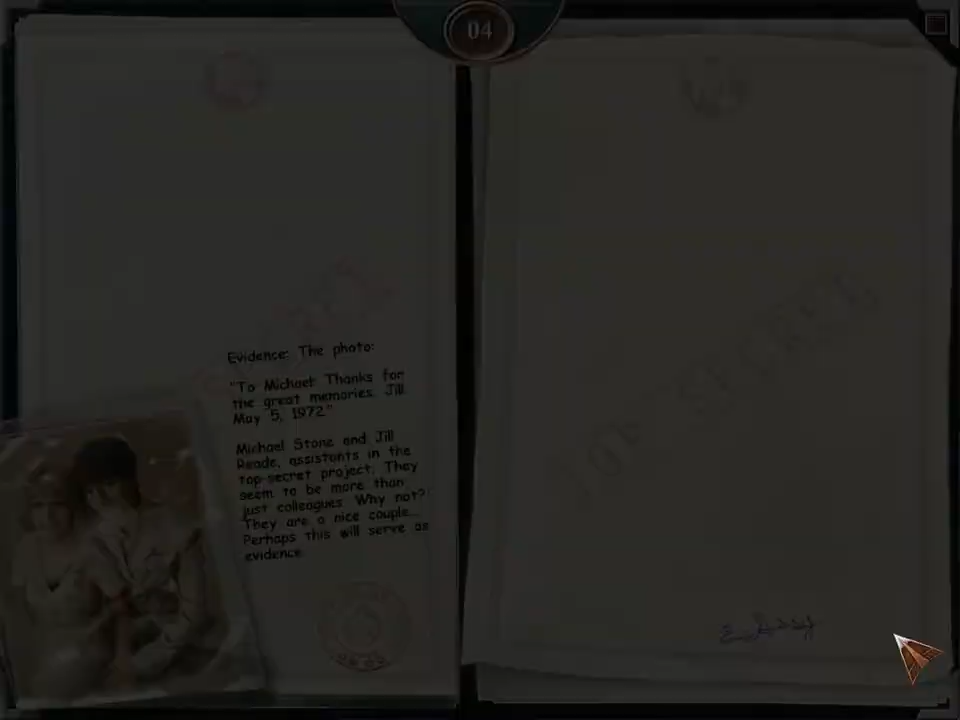 04
Evidence: The photo:
"To Michael: Thanks for
the great memories. Jill.
May 5, 1972."
Michael Stone and Jill
Reade, assistants in the
top-secret project. They
seem to be more than
just colleagues. Why not?
They are a nice couple...
Perhaps this will serve as
evidence.
TOP SECRET